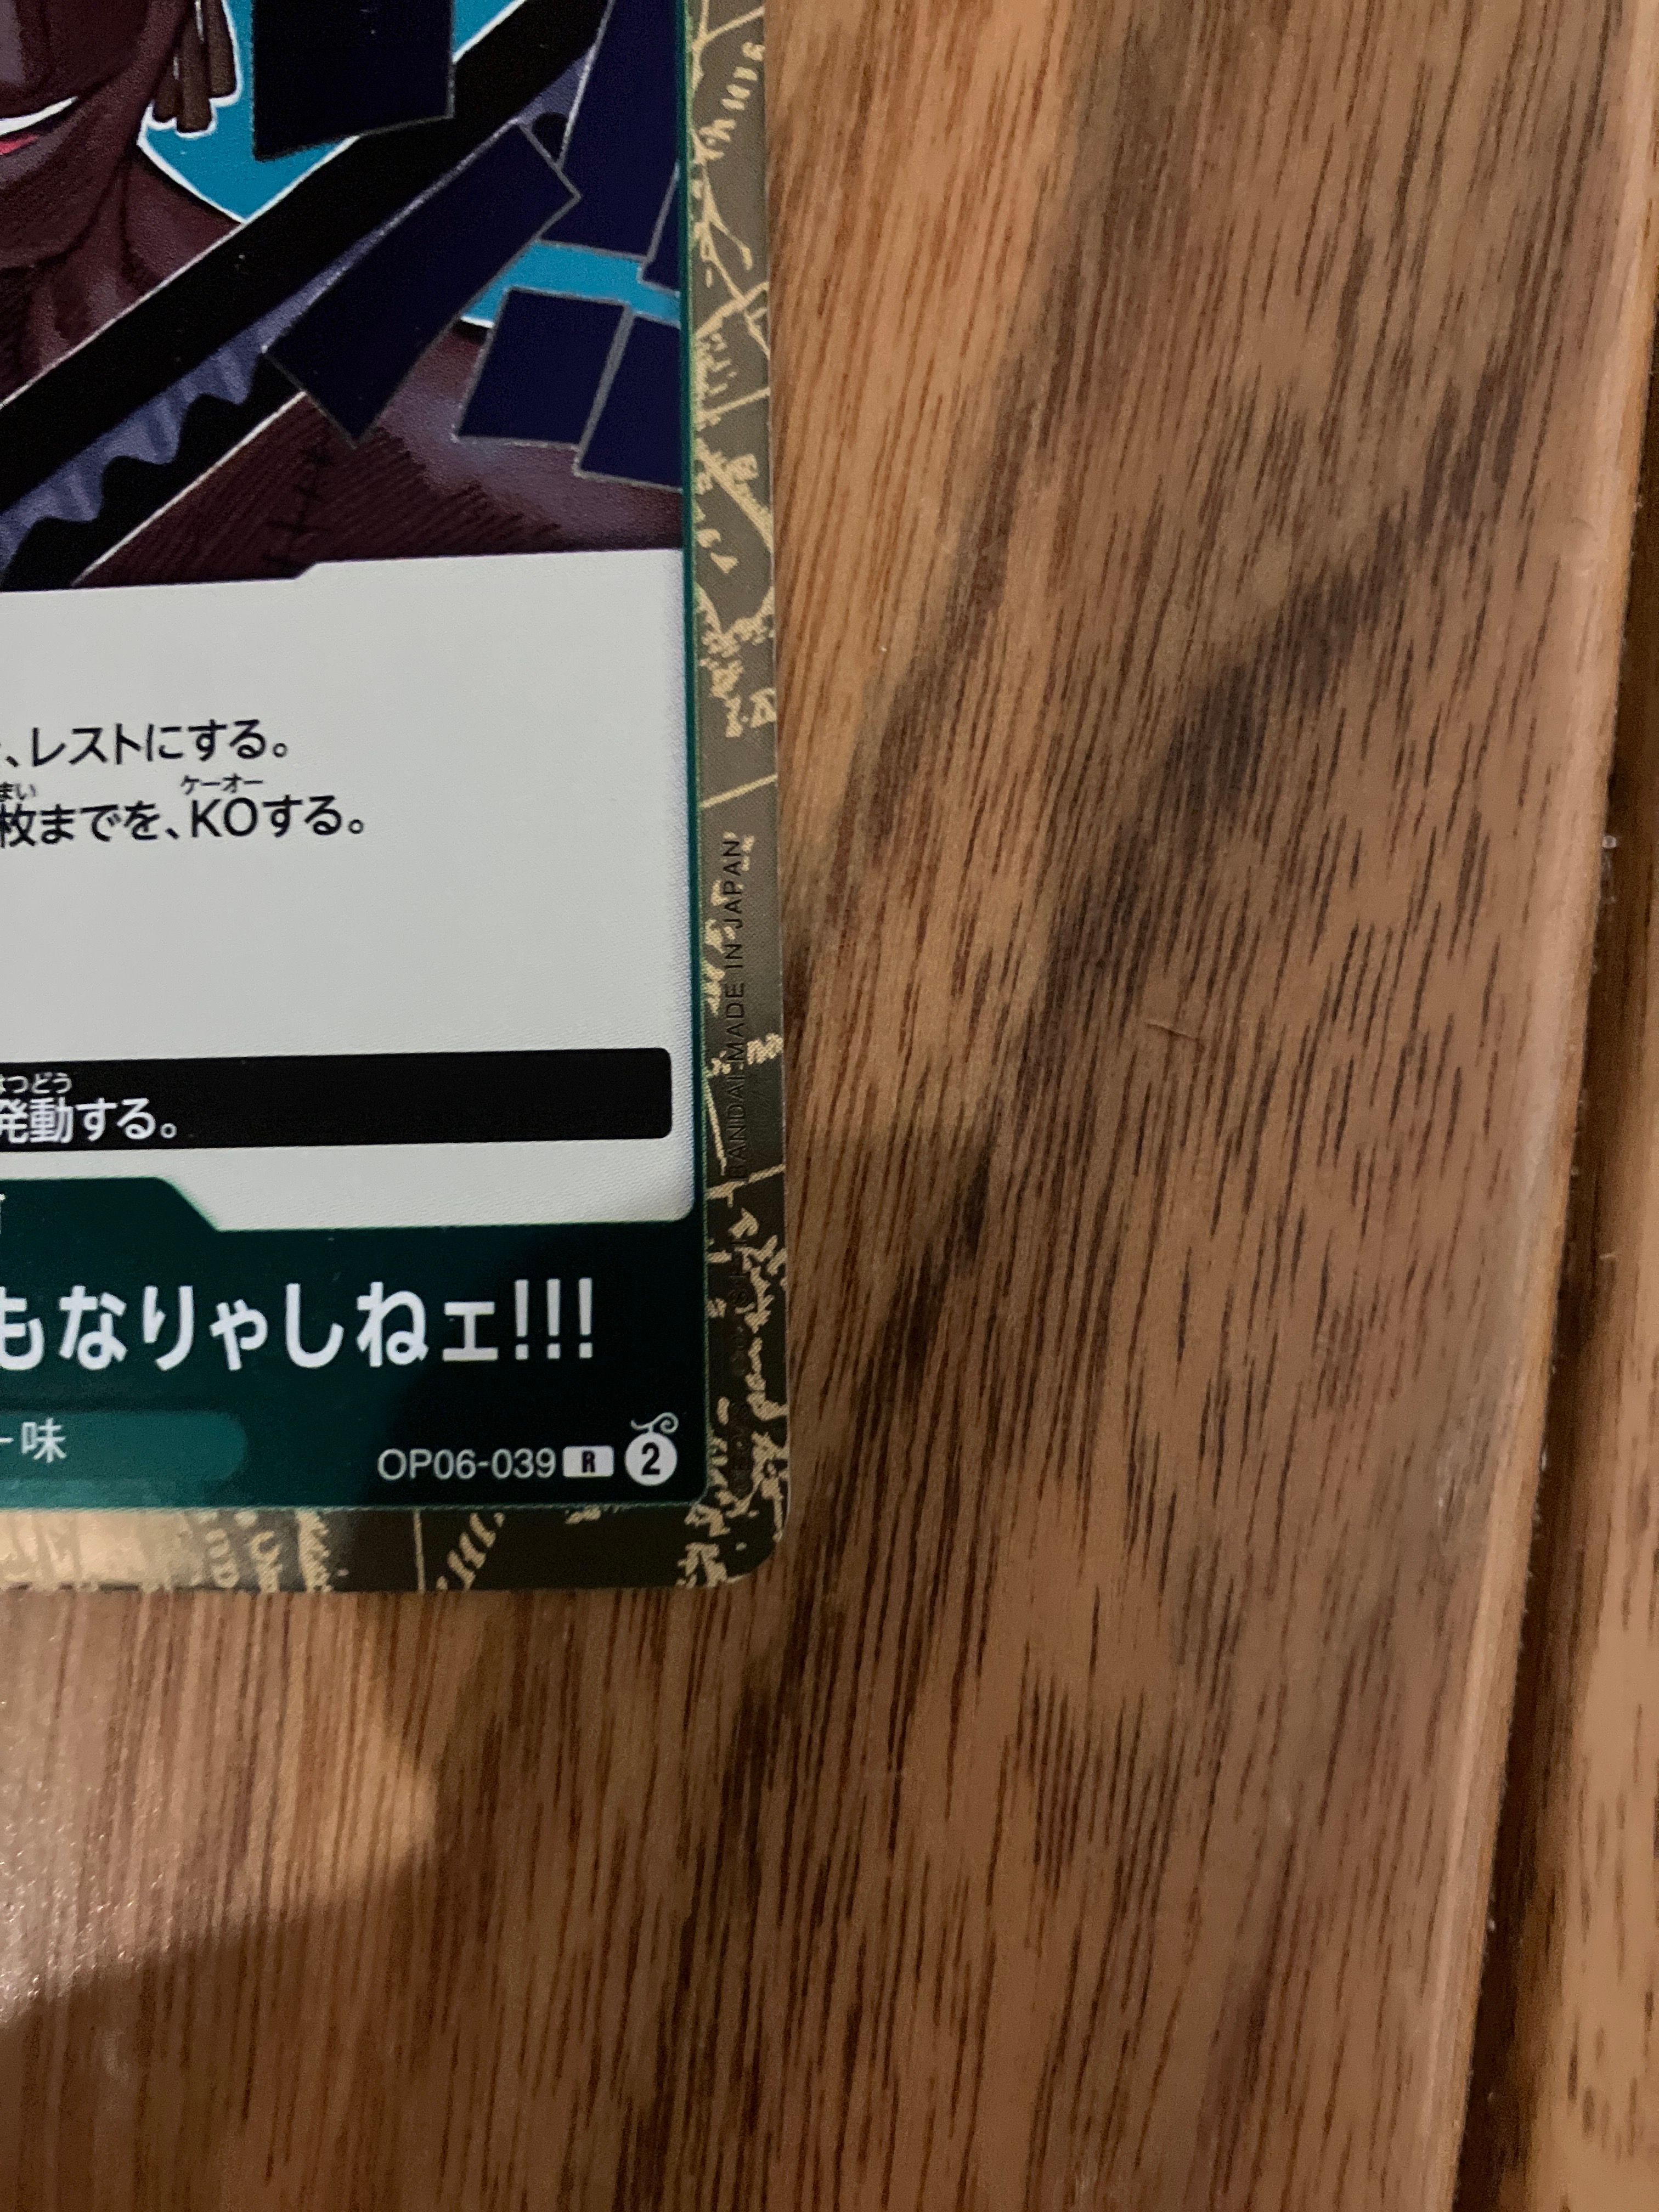 、レストにする。
まい ケーオー
枚までを、KOする。
はつどう
発動する。
もなりゃしねェ!!!
一味
OP06-039 R 2
BANDAI MADE IN JAPAN